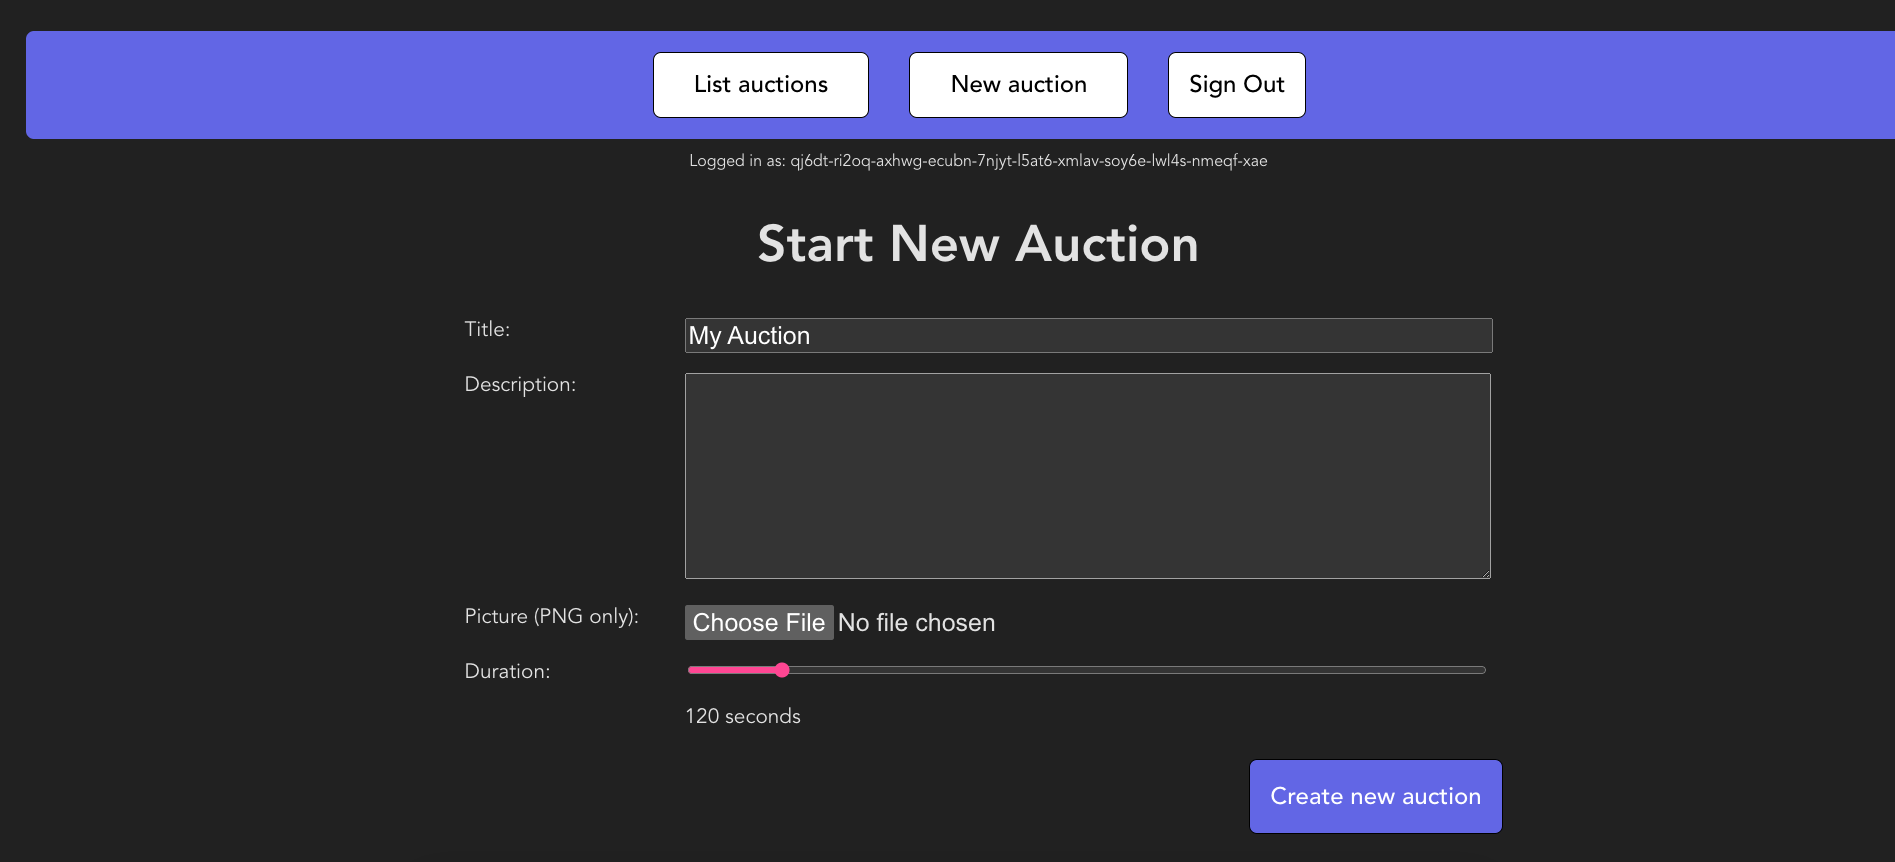 List auctions New auction Sign Out
Logged in as: qj6dt-ri2oq-axhwg-ecubn-7njyt-l5at6-xmlav-soy6e-lwl4s-nmeqf-xae
Start New Auction
Title: My Auction
Description:
Picture (PNG only): Choose File No file chosen
Duration:
120 seconds
Create new auction